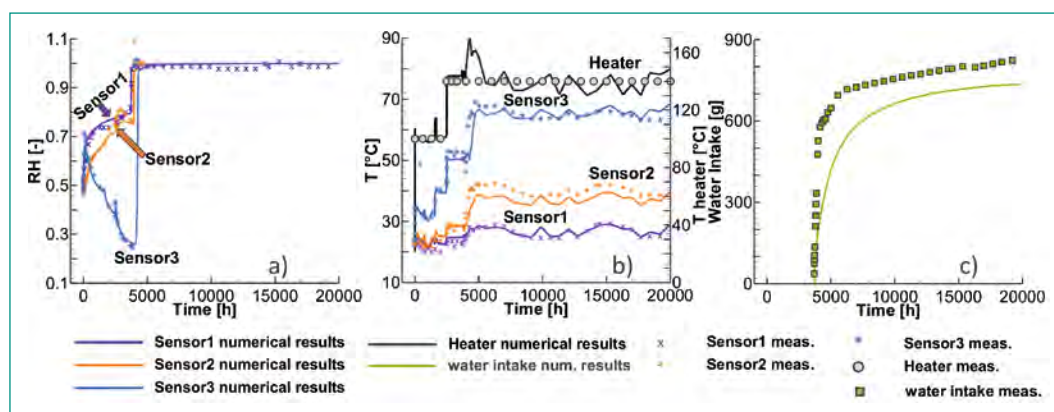 1.1
0.9
0.7
0.5
0.3
0.1
RH [-]
Sensor1
Sensor2
Sensor3
a)
0 5000 10000 15000 20000
Time [h]
90
70
50
30
10
T [°C]
Heater
Sensor3
Sensor2
Sensor1
b)
160
120
80
40
0
T heater [°C]
0 5000 10000 15000 20000
Time [h]
900
600
300
0
Water Intake [g]
c)
0 5000 10000 15000 20000
Time [h]
Sensor1 numerical results
Sensor2 numerical results
Sensor3 numerical results
Heater numerical results
water intake num. results
Sensor1 meas.
Sensor2 meas.
Sensor3 meas.
Heater meas.
water intake meas.